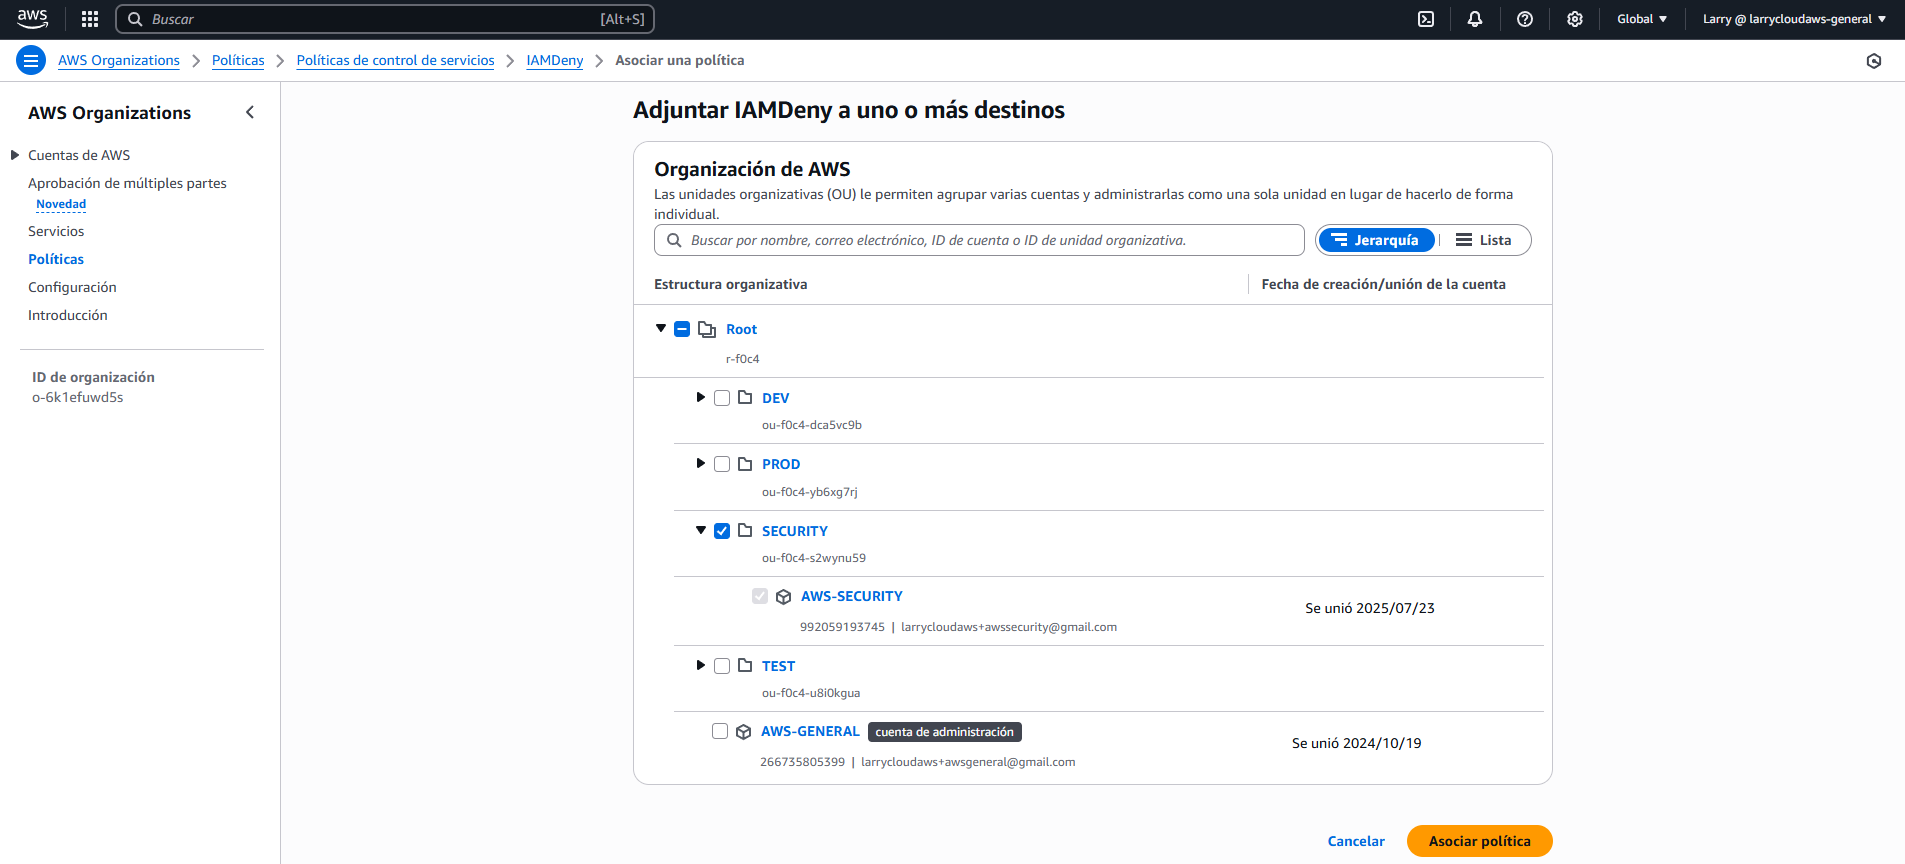 aws
Buscar
[Alt+S]
Global
Larry @ larrycloudaws-general
AWS Organizations
Políticas
Políticas de control de servicios
IAMDeny
Asociar una política
AWS Organizations
Cuentas de AWS
Aprobación de múltiples partes
Novedad
Servicios
Políticas
Configuración
Introducción
ID de organización
o-6k1efuwd5s
Adjuntar IAMDeny a uno o más destinos
Organización de AWS
Las unidades organizativas (OU) le permiten agrupar varias cuentas y administrarlas como una sola unidad en lugar de hacerlo de forma
individual.
Buscar por nombre, correo electrónico, ID de cuenta o ID de unidad organizativa.
Jerarquía
Lista
Estructura organizativa
Fecha de creación/unión de la cuenta
Root
r-f0c4
DEV
ou-f0c4-dca5vc9b
PROD
ou-f0c4-yb6xg7rj
SECURITY
ou-f0c4-s2wynu59
AWS-SECURITY
Se unió 2025/07/23
992059193745 | larrycloudaws+awssecurity@gmail.com
TEST
ou-f0c4-u8i0kgua
AWS-GENERAL cuenta de administración
Se unió 2024/10/19
266735805399 | larrycloudaws+awsgeneral@gmail.com
Cancelar
Asociar política